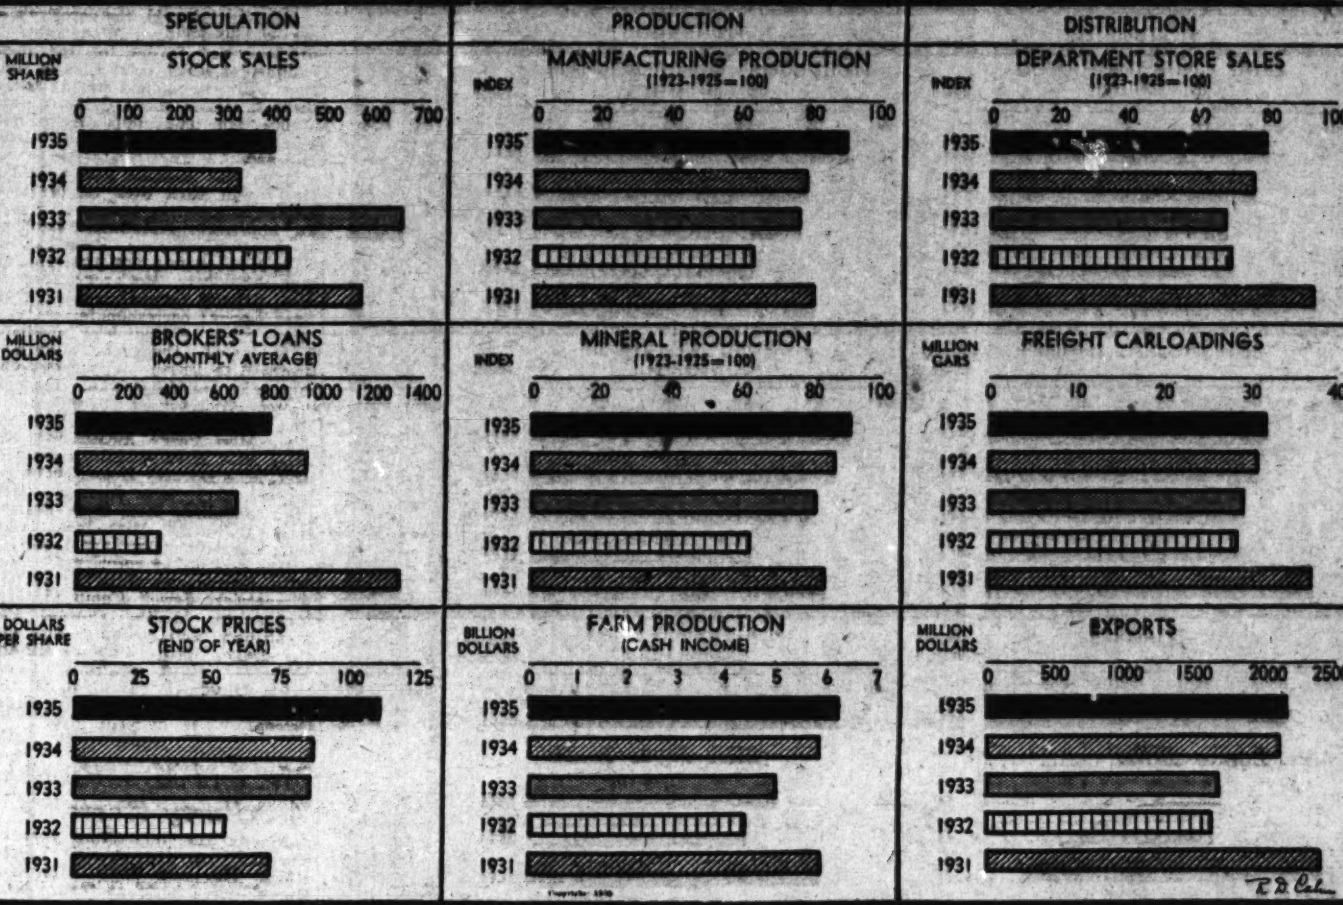 SPECULATION
PRODUCTION
DISTRIBUTION
MILLION
SHARES
STOCK SALES
0 100 200 300 400 500 600 700
1935
1934
1933
1932
1931
INDEX
MANUFACTURING PRODUCTION
(1923-1925=100)
0 20 40 60 80 100
1935
1934
1933
1932
1931
INDEX
DEPARTMENT STORE SALES
(1923-1925=100)
0 20 40 60 80 100
1935
1934
1933
1932
1931
MILLION
DOLLARS
BROKERS' LOANS
(MONTHLY AVERAGE)
0 200 400 600 800 1000 1200 1400
1935
1934
1933
1932
1931
INDEX
MINERAL PRODUCTION
(1923-1925=100)
0 20 40 60 80 100
1935
1934
1933
1932
1931
MILLION
CARS
FREIGHT CARLOADINGS
0 10 20 30 40
1935
1934
1933
1932
1931
DOLLARS
PER SHARE
STOCK PRICES
(END OF YEAR)
0 25 50 75 100 125
1935
1934
1933
1932
1931
BILLION
DOLLARS
FARM PRODUCTION
(CASH INCOME)
0 1 2 3 4 5 6 7
1935
1934
1933
1932
1931
MILLION
DOLLARS
EXPORTS
0 500 1000 1500 2000 2500
1935
1934
1933
1932
1931
R. D. Cahn